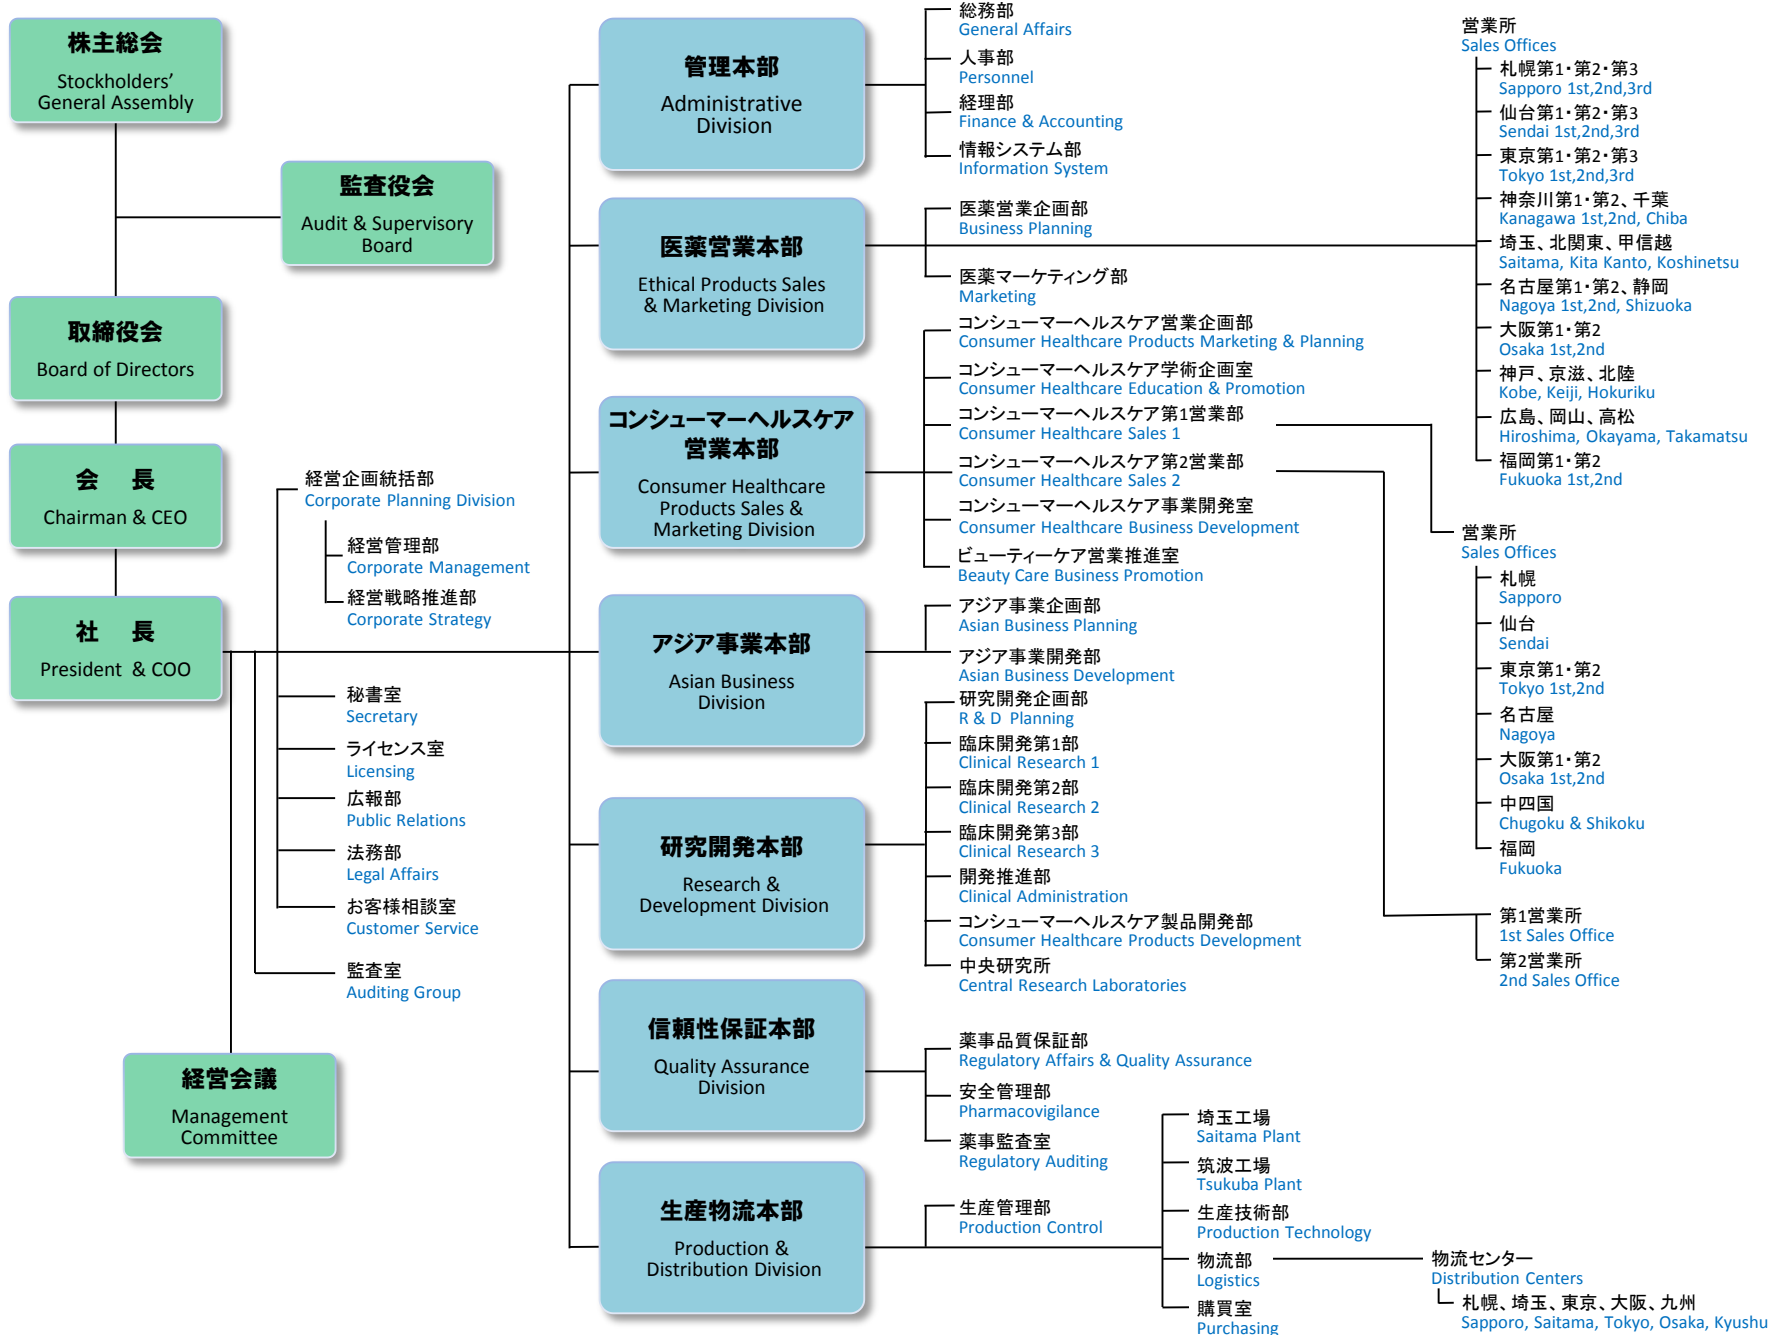 株主総会
Stockholders’
General Assembly
監査役会
Audit & Supervisory
Board
取締役会
Board of Directors
会　長
Chairman & CEO
社　長
President & COO
経営会議
Management
Committee
経営企画統括部
Corporate Planning Division
経営管理部
Corporate Management
経営戦略推進部
Corporate Strategy
秘書室
Secretary
ライセンス室
Licensing
広報部
Public Relations
法務部
Legal Affairs
お客様相談室
Customer Service
監査室
Auditing Group
管理本部
Administrative
Division
総務部
General Affairs
人事部
Personnel
経理部
Finance & Accounting
情報システム部
Information System
医薬営業本部
Ethical Products Sales
& Marketing Division
医薬営業企画部
Business Planning
医薬マーケティング部
Marketing
営業所
Sales Offices
札幌第1・第2・第3
Sapporo 1st,2nd,3rd
仙台第1・第2・第3
Sendai 1st,2nd,3rd
東京第1・第2・第3
Tokyo 1st,2nd,3rd
神奈川第1・第2、千葉
Kanagawa 1st,2nd, Chiba
埼玉、北関東、甲信越
Saitama, Kita Kanto, Koshinetsu
名古屋第1・第2、静岡
Nagoya 1st,2nd, Shizuoka
大阪第1・第2
Osaka 1st,2nd
神戸、京滋、北陸
Kobe, Keiji, Hokuriku
広島、岡山、高松
Hiroshima, Okayama, Takamatsu
福岡第1・第2
Fukuoka 1st,2nd
コンシューマーヘルスケア
営業本部
Consumer Healthcare
Products Sales &
Marketing Division
コンシューマーヘルスケア営業企画部
Consumer Healthcare Products Marketing & Planning
コンシューマーヘルスケア学術企画室
Consumer Healthcare Education & Promotion
コンシューマーヘルスケア第1営業部
Consumer Healthcare Sales 1
コンシューマーヘルスケア第2営業部
Consumer Healthcare Sales 2
コンシューマーヘルスケア事業開発室
Consumer Healthcare Business Development
ビューティーケア営業推進室
Beauty Care Business Promotion
営業所
Sales Offices
札幌
Sapporo
仙台
Sendai
東京第1・第2
Tokyo 1st,2nd
名古屋
Nagoya
大阪第1・第2
Osaka 1st,2nd
中四国
Chugoku & Shikoku
福岡
Fukuoka
第1営業所
1st Sales Office
第2営業所
2nd Sales Office
アジア事業本部
Asian Business
Division
アジア事業企画部
Asian Business Planning
アジア事業開発部
Asian Business Development
研究開発本部
Research &
Development Division
研究開発企画部
R & D Planning
臨床開発第1部
Clinical Research 1
臨床開発第2部
Clinical Research 2
臨床開発第3部
Clinical Research 3
開発推進部
Clinical Administration
コンシューマーヘルスケア製品開発部
Consumer Healthcare Products Development
中央研究所
Central Research Laboratories
信頼性保証本部
Quality Assurance
Division
薬事品質保証部
Regulatory Affairs & Quality Assurance
安全管理部
Pharmacovigilance
薬事監査室
Regulatory Auditing
生産物流本部
Production &
Distribution Division
生産管理部
Production Control
埼玉工場
Saitama Plant
筑波工場
Tsukuba Plant
生産技術部
Production Technology
物流部
Logistics
購買室
Purchasing
物流センター
Distribution Centers
札幌、埼玉、東京、大阪、九州
Sapporo, Saitama, Tokyo, Osaka, Kyushu